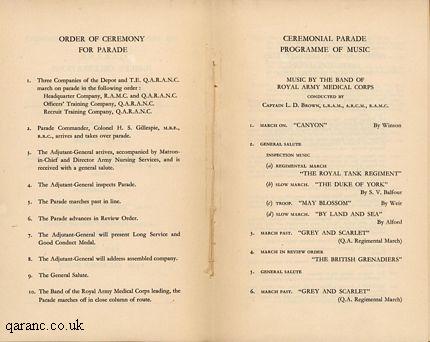 ORDER OF CEREMONY
FOR PARADE
1. Three Companies of the Depot and T.E. Q.A.R.A.N.C.
march on parade in the following order :
Headquarter Company, R.A.M.C. and Q.A.R.A.N.C.
Officers' Training Company, Q.A.R.A.N.C.
Recruit Training Company, Q.A.R.A.N.C.
2. Parade Commander, Colonel H. S. Gillespie, M.B.E.,
R.R.C., arrives and takes over parade.
3. The Adjutant-General arrives, accompanied by Matron-
in-Chief and Director Army Nursing Services, and is
received with a general salute.
4. The Adjutant-General inspects Parade.
5. The Parade marches past in line.
6. The Parade advances in Review Order.
7. The Adjutant-General will present Long Service and
Good Conduct Medal.
8. The Adjutant-General will address assembled company.
9. The General Salute.
10. The Band of the Royal Army Medical Corps leading, the
Parade marches off in close column of route.
CEREMONIAL PARADE
PROGRAMME OF MUSIC
MUSIC BY THE BAND OF
ROYAL ARMY MEDICAL CORPS
CONDUCTED BY
CAPTAIN L. D. BROWN, L.R.A.M., A.R.C.M., R.A.M.C.
1. MARCH ON. "CANYON" By Winson
2. GENERAL SALUTE
INSPECTION MUSIC
(a) REGIMENTAL MARCH
"THE ROYAL TANK REGIMENT"
(b) SLOW MARCH. "THE DUKE OF YORK"
By S. V. Balfour
(c) TROOP. "MAY BLOSSOM" By Weir
(d) SLOW MARCH. "BY LAND AND SEA"
By Alford
3. MARCH PAST. "GREY AND SCARLET"
(Q.A. Regimental March)
4. MARCH IN REVIEW ORDER
"THE BRITISH GRENADIERS"
5. GENERAL SALUTE
6. MARCH PAST. "GREY AND SCARLET"
(Q.A. Regimental March)
qaranc.co.uk